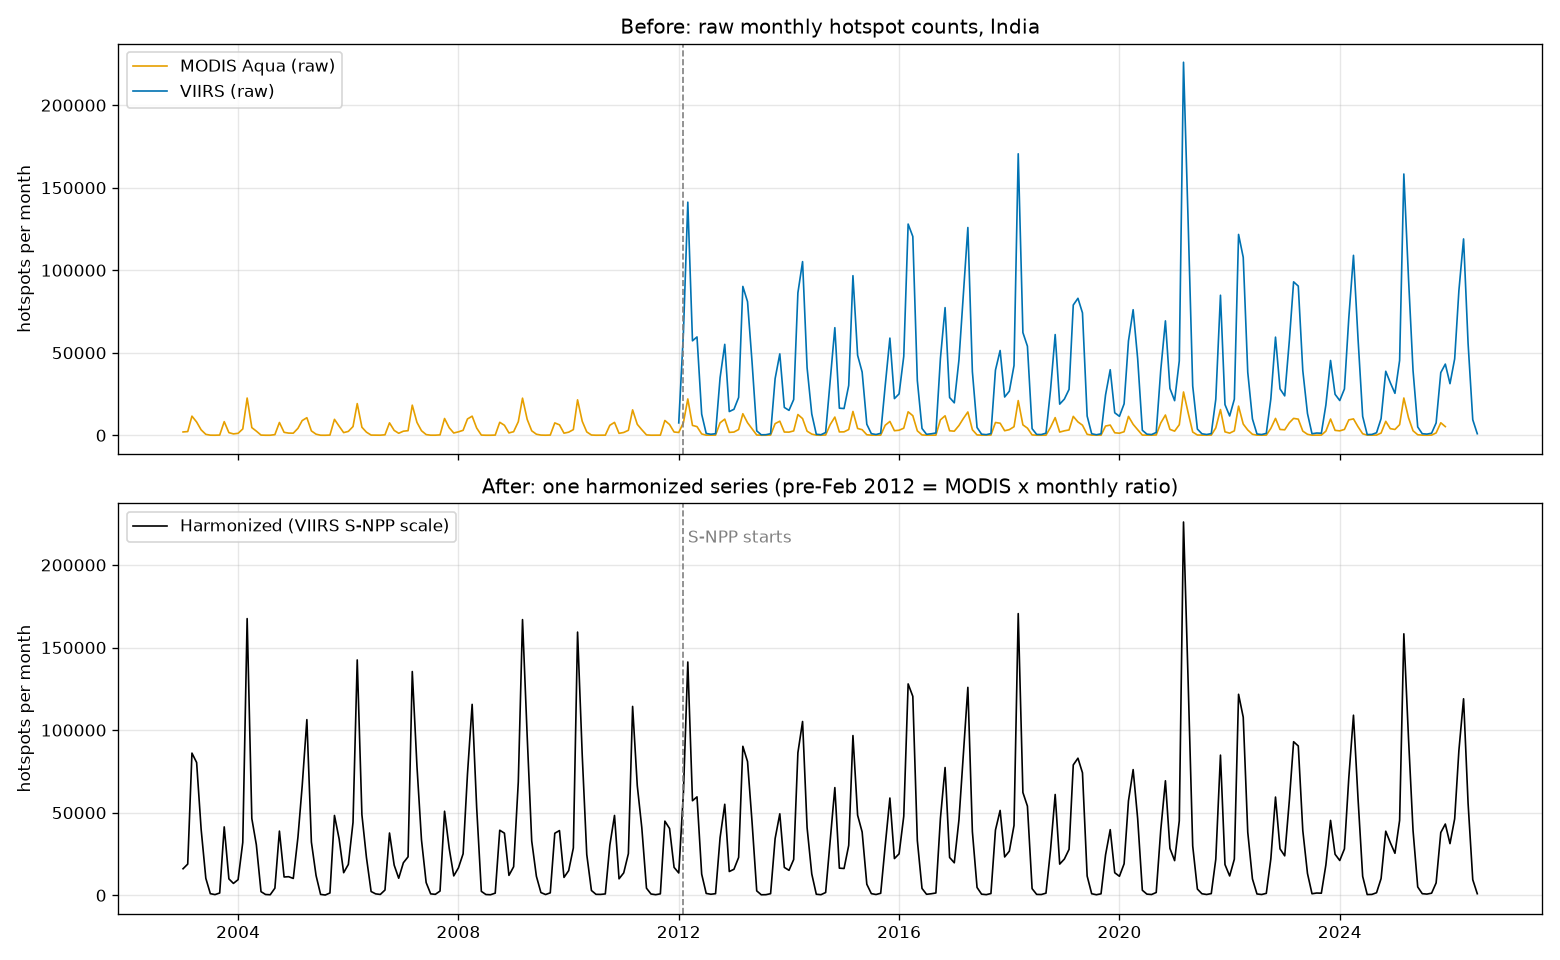 Before: raw monthly hotspot counts, India
MODIS Aqua (raw)
VIIRS (raw)
hotspots per month
200000
150000
100000
50000
0
After: one harmonized series (pre-Feb 2012 = MODIS x monthly ratio)
Harmonized (VIIRS S-NPP scale)
S-NPP starts
hotspots per month
200000
150000
100000
50000
0
2004 2008 2012 2016 2020 2024